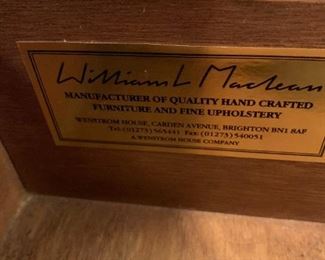 William L Maclean
MANUFACTURER OF QUALITY HAND CRAFTED
FURNITURE AND FINE UPHOLSTERY
WENSTROM HOUSE, CARDEN AVENUE, BRIGHTON BN1 8AF
Tel: (01273) 565441 Fax: (01273) 540051
A WENSTROM HOUSE COMPANY